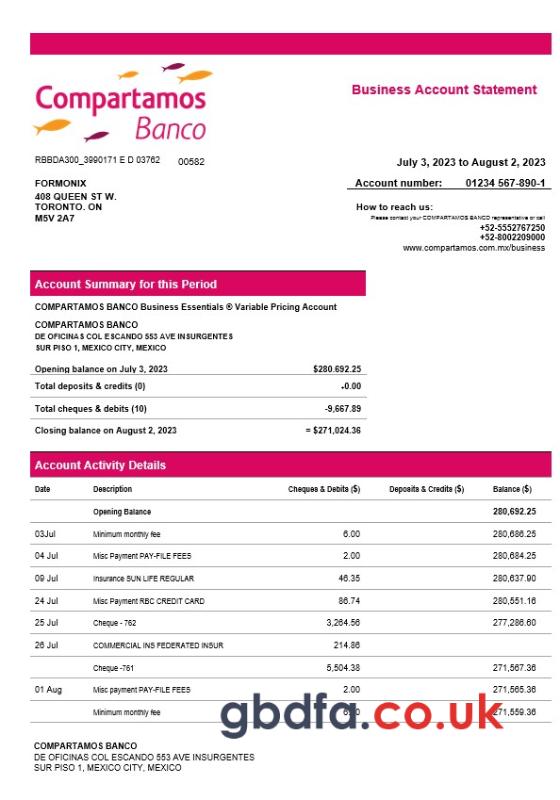 Compartamos
Banco
Business Account Statement
RBBDA300_3990171 E D 03762 00582
July 3, 2023 to August 2, 2023
FORMONIX
408 QUEEN ST W.
TORONTO. ON
M5V 2A7
Account number: 01234 567-890-1
How to reach us:
Please contact your COMPARTAMOS BANCO representative or call
+52-5552767250
+52-8002209000
www.compartamos.com.mx/business
Account Summary for this Period
COMPARTAMOS BANCO Business Essentials ® Variable Pricing Account
COMPARTAMOS BANCO
DE OFICINAS COL ESCANDO 553 AVE INSURGENTES
SUR PISO 1, MEXICO CITY, MEXICO
Opening balance on July 3, 2023 $280.692.25
Total deposits & credits (0) -0.00
Total cheques & debits (10) -9,667.89
Closing balance on August 2, 2023 = $271,024.36
Account Activity Details
Date Description Cheques & Debits ($) Deposits & Credits ($) Balance ($)
Opening Balance 280,692.25
03Jul Minimum monthly fee 6.00 280,686.25
04 Jul Misc Payment PAY-FILE FEES 2.00 280,684.25
09 Jul Insurance SUN LIFE REGULAR 46.35 280,637.90
24 Jul Misc Payment RBC CREDIT CARD 86.74 280,551.16
25 Jul Cheque - 762 3,264.56 277,286.60
26 Jul COMMERCIAL INS FEDERATED INSUR 214.86
Cheque -761 5,504.38 271,567.36
01 Aug Misc payment PAY-FILE FEES 2.00 271,565.36
Minimum monthly fee 271,559.36
gbdfa.co.uk
COMPARTAMOS BANCO
DE OFICINAS COL ESCANDO 553 AVE INSURGENTES
SUR PISO 1, MEXICO CITY, MEXICO